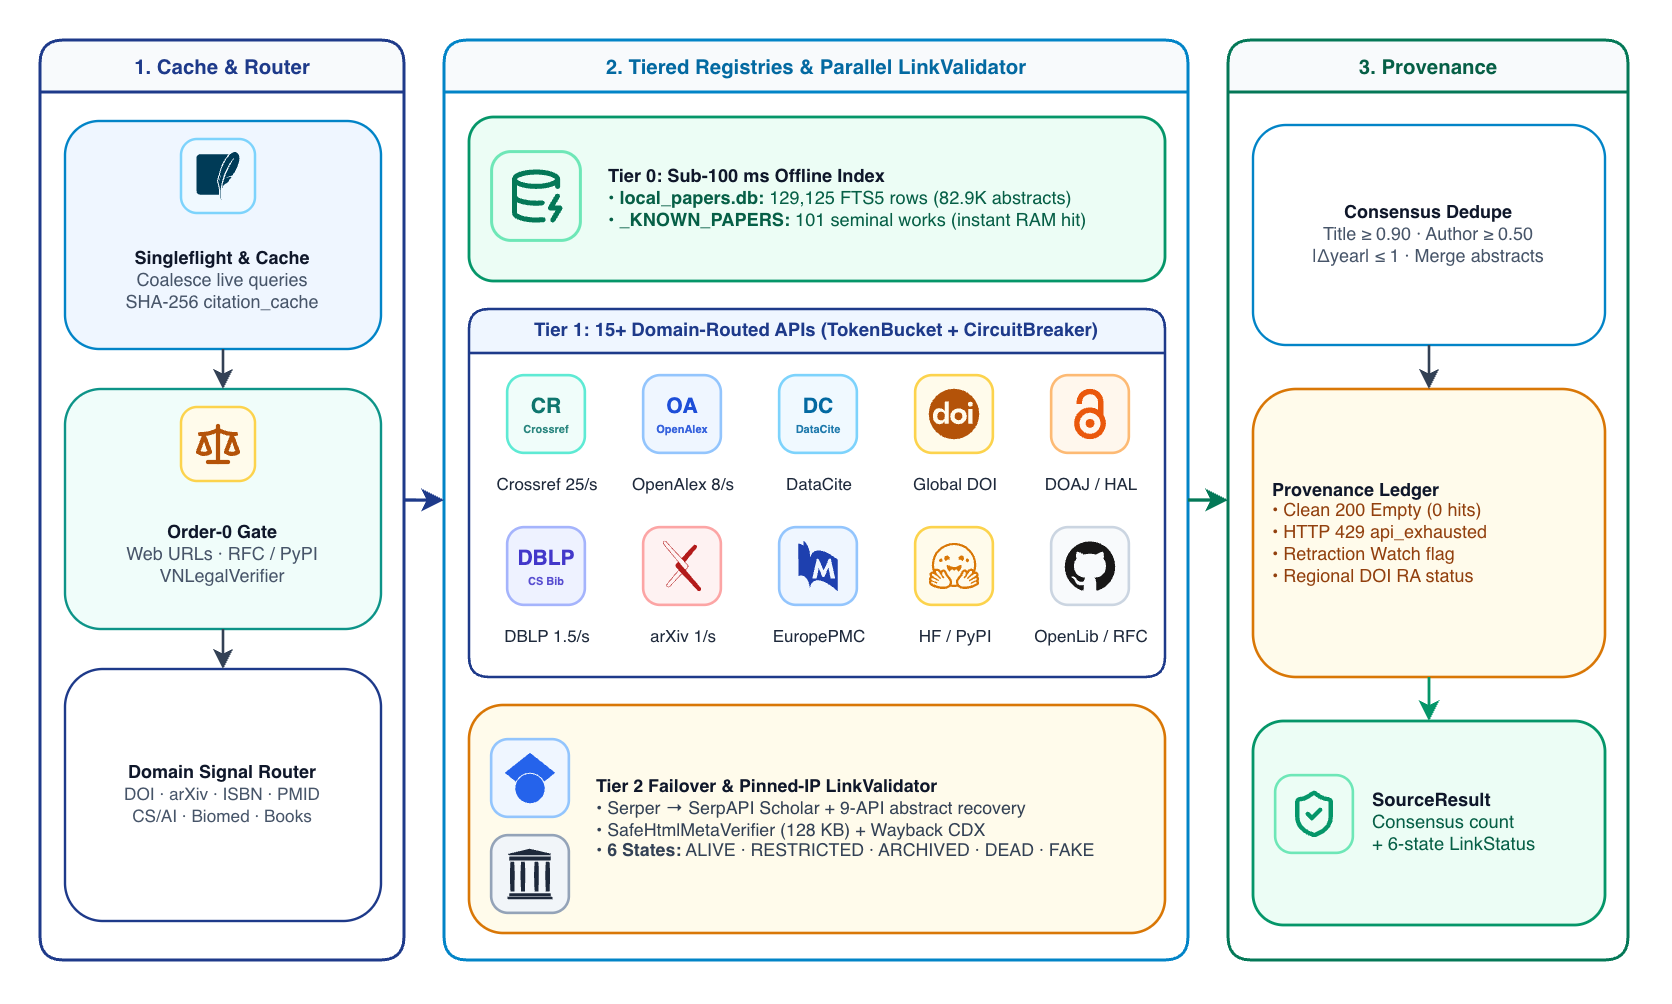 1. Cache & Router
Singleflight & Cache
Coalesce live queries
SHA-256 citation_cache
Order-0 Gate
Web URLs · RFC / PyPI
VNLegalVerifier
Domain Signal Router
DOI · arXiv · ISBN · PMID
CS/AI · Biomed · Books
2. Tiered Registries & Parallel LinkValidator
Tier 0: Sub-100 ms Offline Index
• local_papers.db: 129,125 FTS5 rows (82.9K abstracts)
• _KNOWN_PAPERS: 101 seminal works (instant RAM hit)
Tier 1: 15+ Domain-Routed APIs (TokenBucket + CircuitBreaker)
CR
Crossref
OA
OpenAlex
DC
DataCite
doi
Crossref 25/s
OpenAlex 8/s
DataCite
Global DOI
DOAJ / HAL
DBLP
CS Bib
M
DBLP 1.5/s
arXiv 1/s
EuropePMC
HF / PyPI
OpenLib / RFC
Tier 2 Failover & Pinned-IP LinkValidator
• Serper → SerpAPI Scholar + 9-API abstract recovery
• SafeHtmlMetaVerifier (128 KB) + Wayback CDX
• 6 States: ALIVE · RESTRICTED · ARCHIVED · DEAD · FAKE
3. Provenance
Consensus Dedupe
Title ≥ 0.90 · Author ≥ 0.50
|Δyear| ≤ 1 · Merge abstracts
Provenance Ledger
• Clean 200 Empty (0 hits)
• HTTP 429 api_exhausted
• Retraction Watch flag
• Regional DOI RA status
SourceResult
Consensus count
+ 6-state LinkStatus